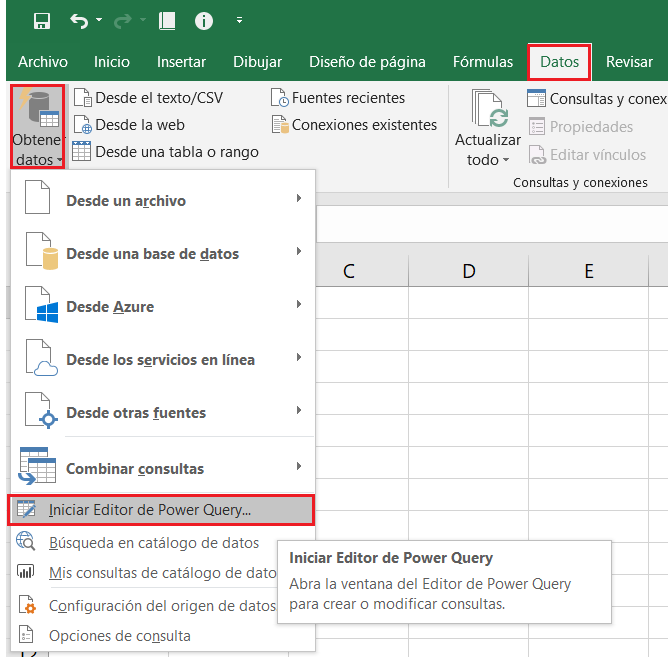 Archivo Inicio Insertar Dibujar Diseño de página Fórmulas Datos Revisar
Obtener
datos
Desde el texto/CSV
Desde la web
Desde una tabla o rango
Fuentes recientes
Conexiones existentes
Actualizar
todo
Consultas y conex
Propiedades
Editar vínculos
Consultas y conexiones
Desde un archivo
Desde una base de datos
Desde Azure
Desde los servicios en línea
Desde otras fuentes
Combinar consultas
Iniciar Editor de Power Query...
Búsqueda en catálogo de datos
Mis consultas de catálogo de dato
Configuración del origen de datos
Opciones de consulta
C D E
Iniciar Editor de Power Query
Abra la ventana del Editor de Power Query
para crear o modificar consultas.